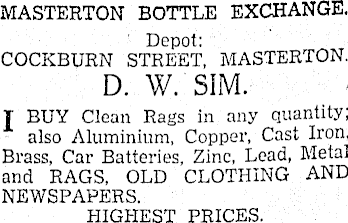 MASTERTON BOTTLE EXCHANGE.
Depot:
COCKBURN STREET, MASTERTON.
D. W. SIM.
I BUY Clean Rags in any quantity;
also Aluminium, Copper, Cast Iron,
Brass, Car Batteries, Zinc, Lead, Metal
and RAGS, OLD CLOTHING AND
NEWSPAPERS.
HIGHEST PRICES.